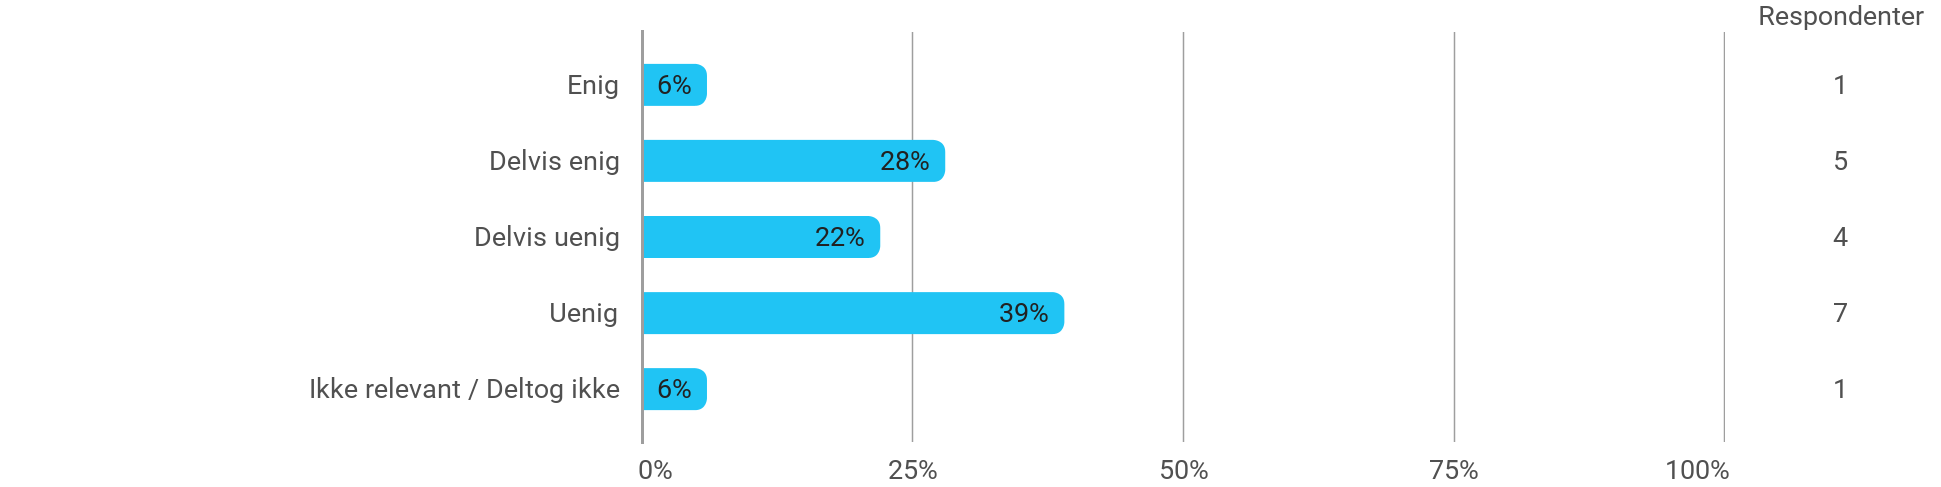 Respondenter
Enig 6% 1
Delvis enig 28% 5
Delvis uenig 22% 4
Uenig 39% 7
Ikke relevant / Deltog ikke 6% 1
0% 25% 50% 75% 100%